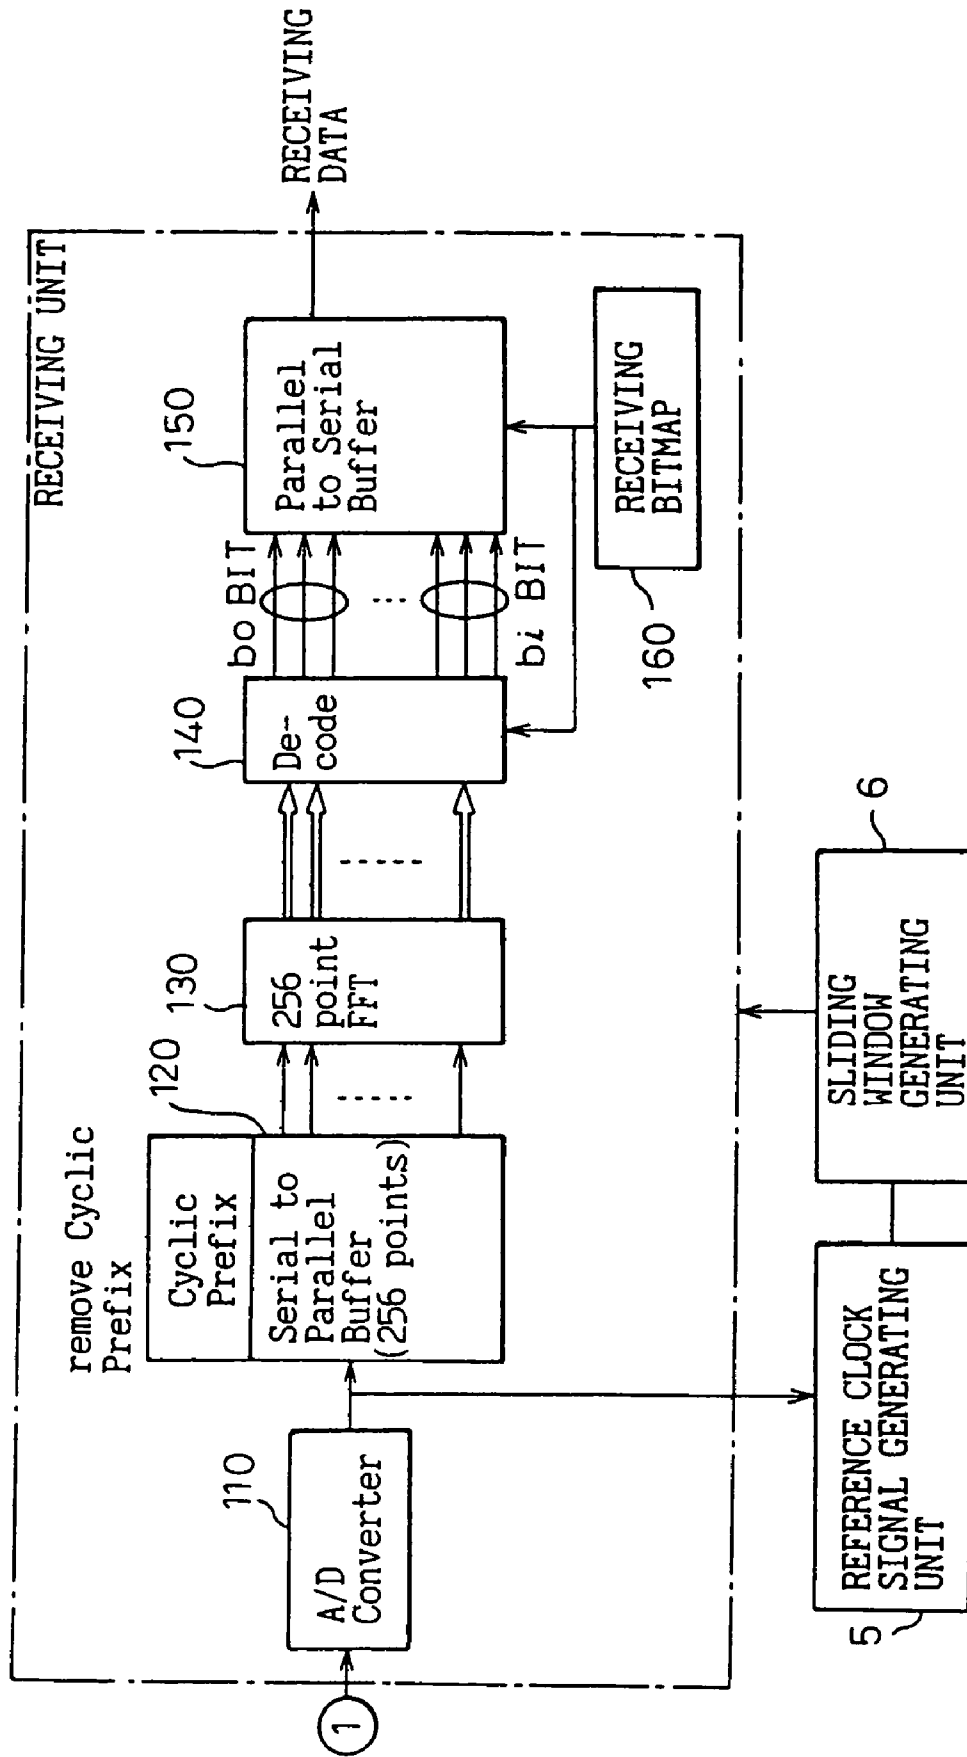 RECEIVING UNIT
remove Cyclic
Prefix
1
110
A/D
Converter
120
Cyclic
Prefix
Serial to
Parallel
Buffer
(256 points)
130
256
point
FFT
140
De-
code
bo BIT
bi BIT
150
Parallel
to Serial
Buffer
RECEIVING
DATA
160
RECEIVING
BITMAP
5
REFERENCE CLOCK
SIGNAL GENERATING
UNIT
6
SLIDING
WINDOW
GENERATING
UNIT